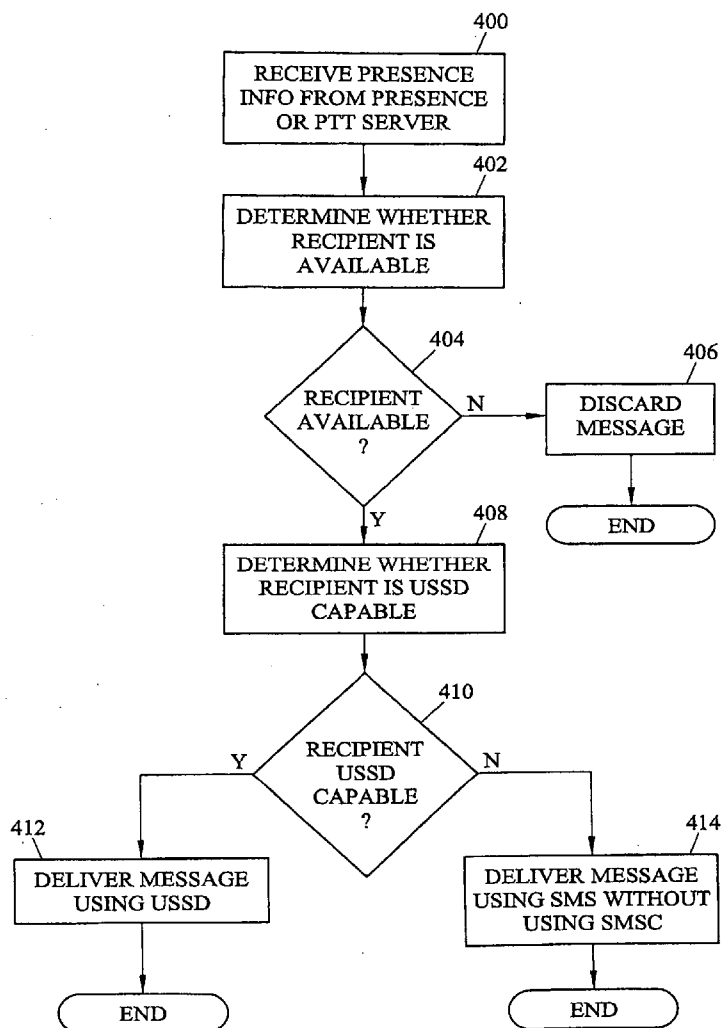 400
RECEIVE PRESENCE
INFO FROM PRESENCE
OR PTT SERVER
402
DETERMINE WHETHER
RECIPIENT IS
AVAILABLE
404
RECIPIENT
AVAILABLE
?
N
406
DISCARD
MESSAGE
END
Y
408
DETERMINE WHETHER
RECIPIENT IS USSD
CAPABLE
410
RECIPIENT
USSD
CAPABLE
?
Y
N
412
DELIVER MESSAGE
USING USSD
END
414
DELIVER MESSAGE
USING SMS WITHOUT
USING SMSC
END